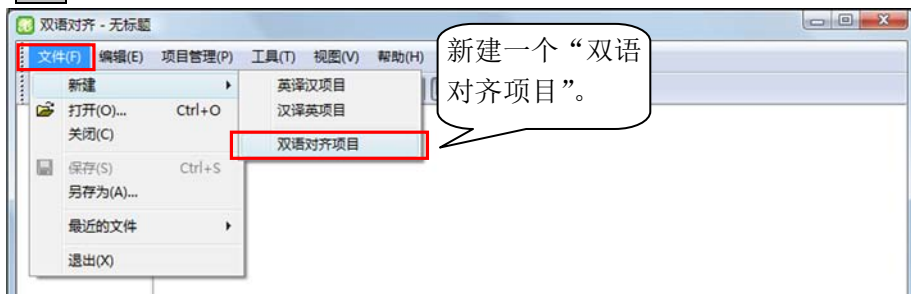 双语对齐 - 无标题
文件(F) 编辑(E) 项目管理(P) 工具(T) 视图(V) 帮助(H)
新建一个“双语
对齐项目”。
新建
英译汉项目
打开(O)... Ctrl+O
汉译英项目
关闭(C)
双语对齐项目
保存(S) Ctrl+S
另存为(A)...
最近的文件
退出(X)